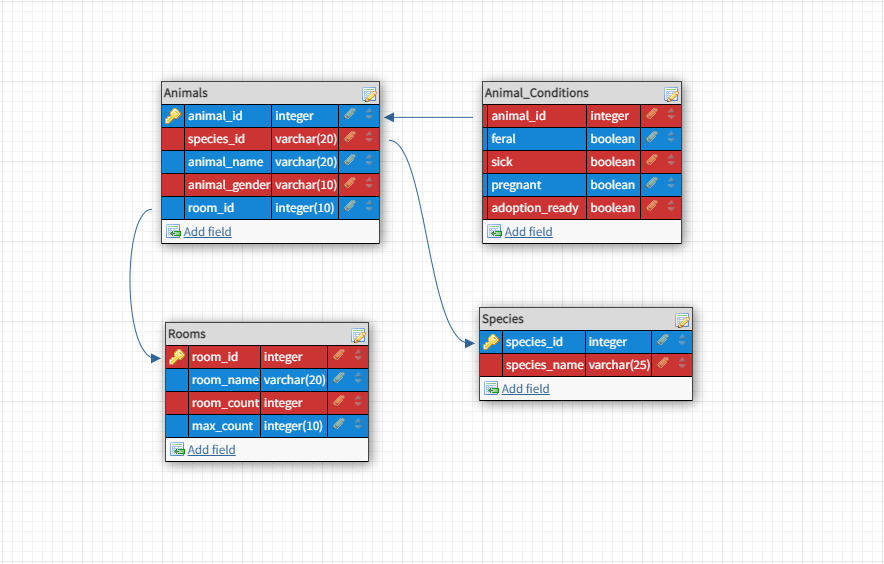 Animals
animal_id integer
species_id varchar(20)
animal_name varchar(20)
animal_gender varchar(10)
room_id integer(10)
Add field
Animal_Conditions
animal_id integer
feral boolean
sick boolean
pregnant boolean
adoption_ready boolean
Add field
Rooms
room_id integer
room_name varchar(20)
room_count integer
max_count integer(10)
Add field
Species
species_id integer
species_name varchar(25)
Add field